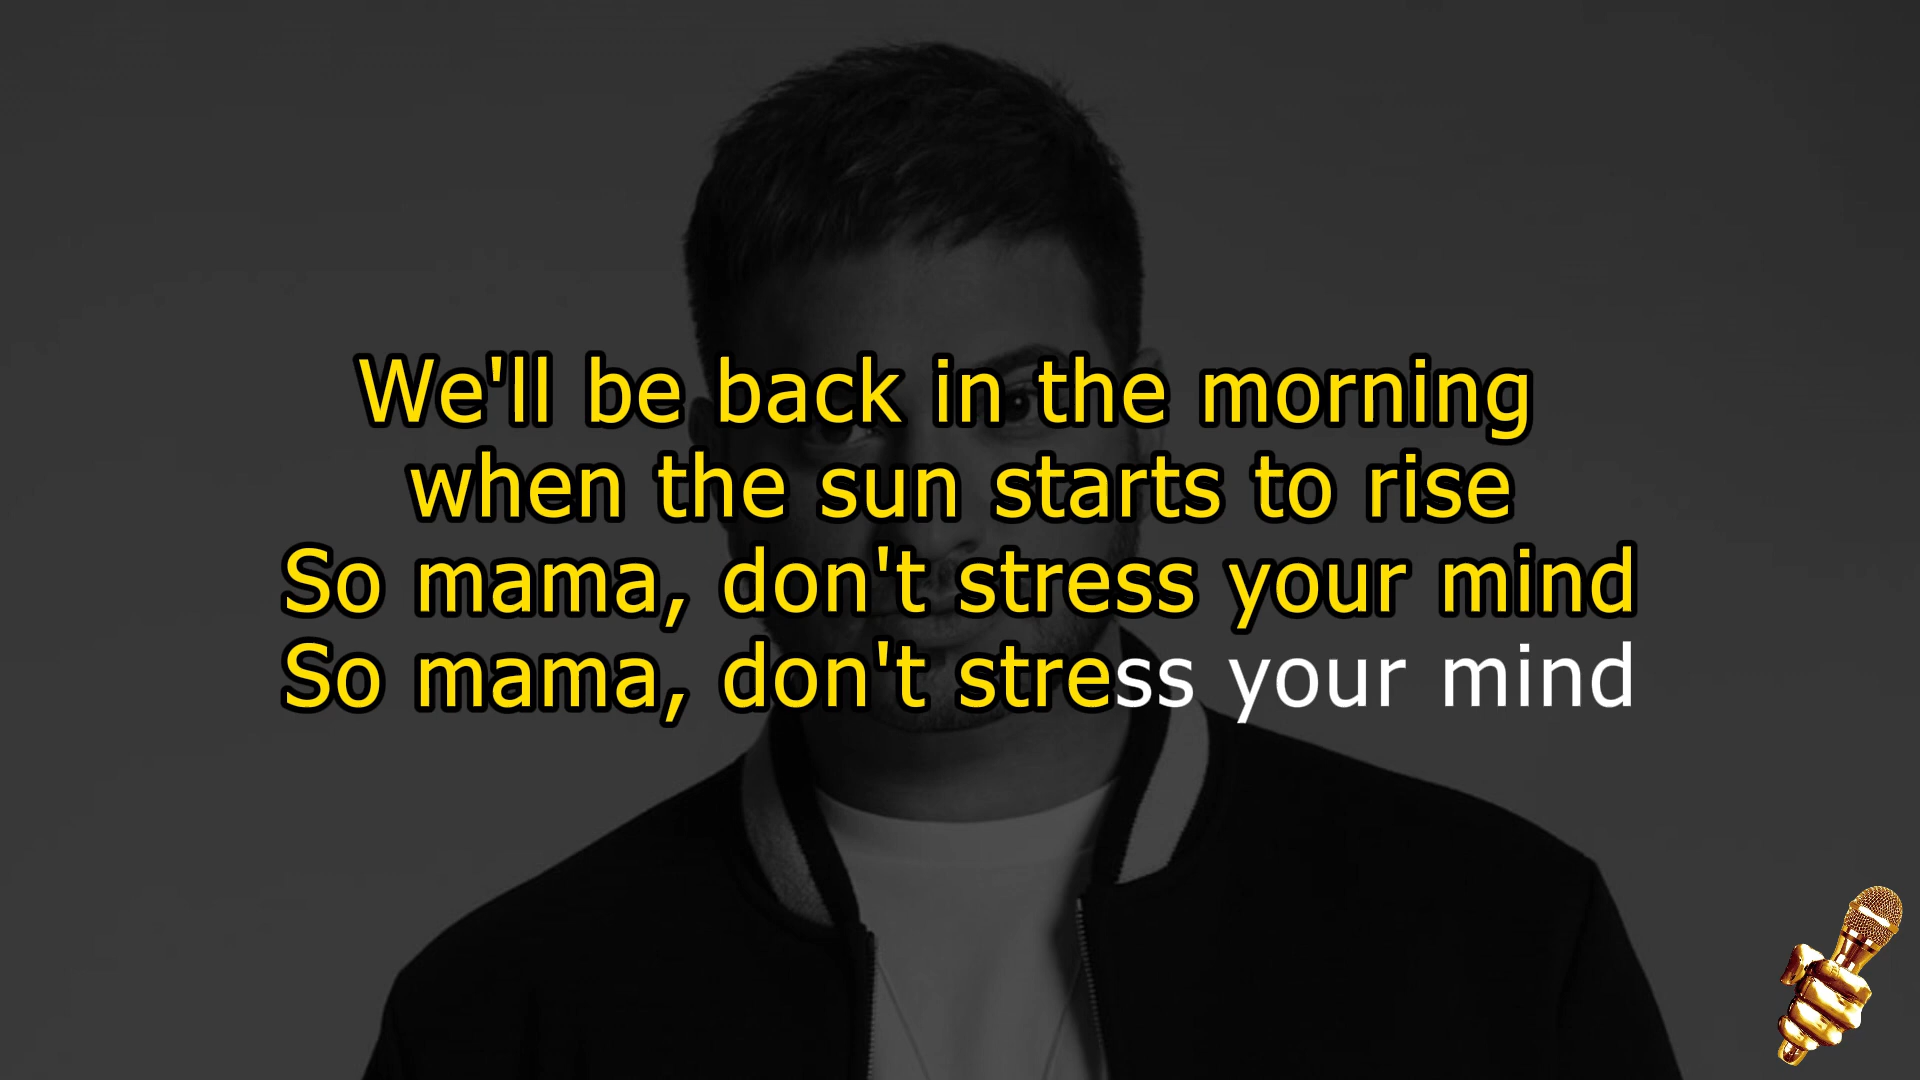 We'll be back in the morning
when the sun starts to rise
So mama, don't stress your mind
So mama, don't stress your mind